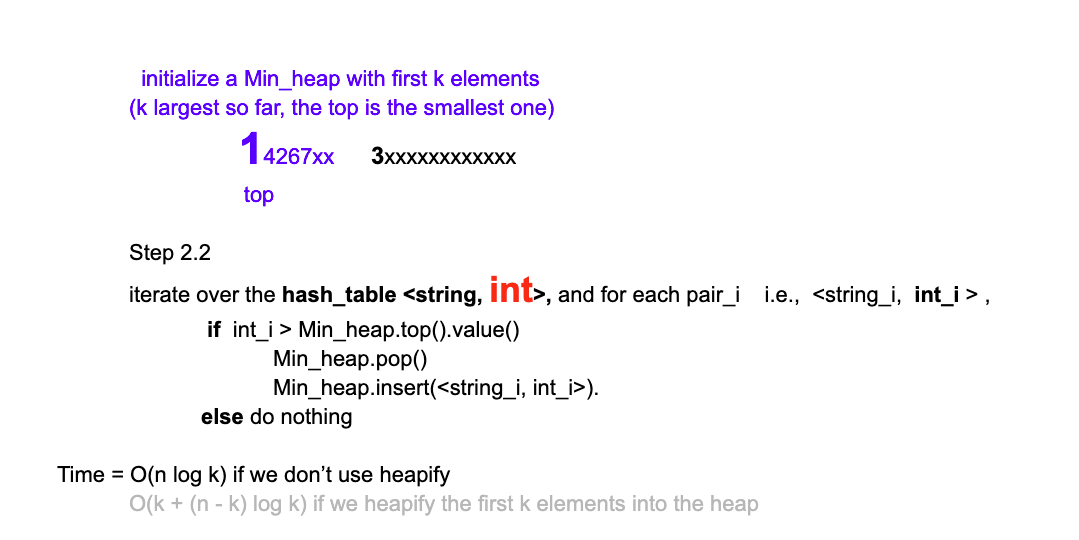 initialize a Min_heap with first k elements
(k largest so far, the top is the smallest one)
14267xx 3xxxxxxxxxxxx
top
Step 2.2
iterate over the hash_table <string, int>, and for each pair_i i.e., <string_i, int_i > ,
if int_i > Min_heap.top().value()
Min_heap.pop()
Min_heap.insert(<string_i, int_i>).
else do nothing
Time = O(n log k) if we don’t use heapify
O(k + (n - k) log k) if we heapify the first k elements into the heap